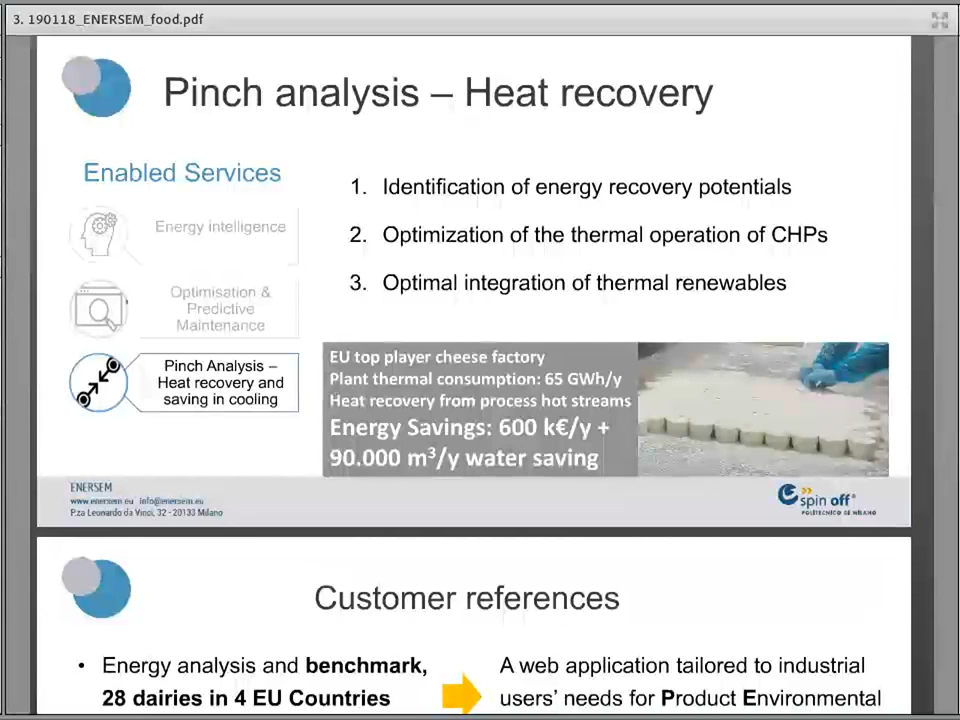 3. 190118_ENERSEM_food.pdf
Pinch analysis – Heat recovery
Enabled Services
Energy intelligence
Optimisation &
Predictive
Maintenance
Pinch Analysis –
Heat recovery and
saving in cooling
1. Identification of energy recovery potentials
2. Optimization of the thermal operation of CHPs
3. Optimal integration of thermal renewables
EU top player cheese factory
Plant thermal consumption: 65 GWh/y
Heat recovery from process hot streams
Energy Savings: 600 k€/y +
90.000 m³/y water saving
ENERSEM
www.enersem.eu info@enersem.eu
P.za Leonardo da Vinci, 32 - 20133 Milano
spin off
POLITECNICO DI MILANO
Customer references
• Energy analysis and benchmark,
28 dairies in 4 EU Countries
A web application tailored to industrial
users’ needs for Product Environmental